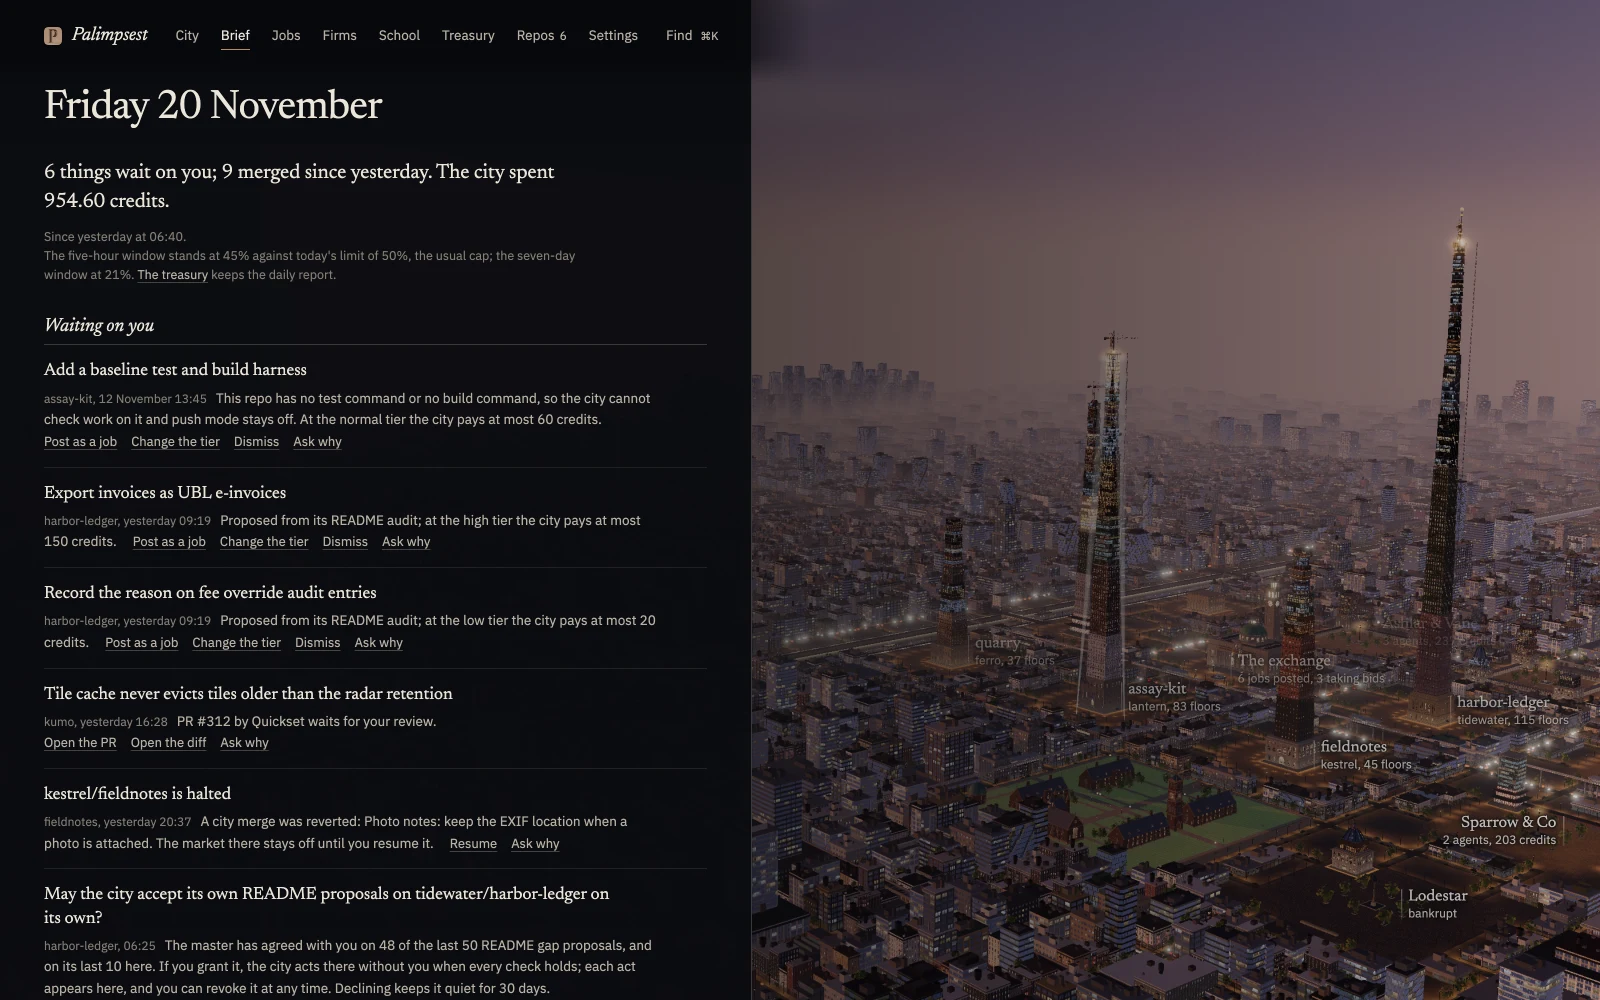 P Palimpsest City Brief Jobs Firms School Treasury Repos 6 Settings Find ⌘K
Friday 20 November
6 things wait on you; 9 merged since yesterday. The city spent
954.60 credits.
Since yesterday at 06:40.
The five-hour window stands at 45% against today's limit of 50%, the usual cap; the seven-day
window at 21%. The treasury keeps the daily report.
Waiting on you
Add a baseline test and build harness
assay-kit, 12 November 13:45 This repo has no test command or no build command, so the city cannot
check work on it and push mode stays off. At the normal tier the city pays at most 60 credits.
Post as a job Change the tier Dismiss Ask why
Export invoices as UBL e-invoices
harbor-ledger, yesterday 09:19 Proposed from its README audit; at the high tier the city pays at most
150 credits. Post as a job Change the tier Dismiss Ask why
Record the reason on fee override audit entries
harbor-ledger, yesterday 09:19 Proposed from its README audit; at the low tier the city pays at most 20
credits. Post as a job Change the tier Dismiss Ask why
Tile cache never evicts tiles older than the radar retention
kumo, yesterday 16:28 PR #312 by Quickset waits for your review.
Open the PR Open the diff Ask why
kestrel/fieldnotes is halted
fieldnotes, yesterday 20:37 A city merge was reverted: Photo notes: keep the EXIF location when a
photo is attached. The market there stays off until you resume it. Resume Ask why
May the city accept its own README proposals on tidewater/harbor-ledger on
its own?
harbor-ledger, 06:25 The master has agreed with you on 48 of the last 50 README gap proposals, and
on its last 10 here. If you grant it, the city acts there without you when every check holds; each act
appears here, and you can revoke it at any time. Declining keeps it quiet for 30 days.
Ashlar & Vine
quarry
ferro, 37 floors
The exchange
6 jobs posted, 3 taking bids
assay-kit
lantern, 83 floors
harbor-ledger
tidewater, 115 floors
fieldnotes
kestrel, 45 floors
Sparrow & Co
2 agents, 203 credits
Lodestar
bankrupt